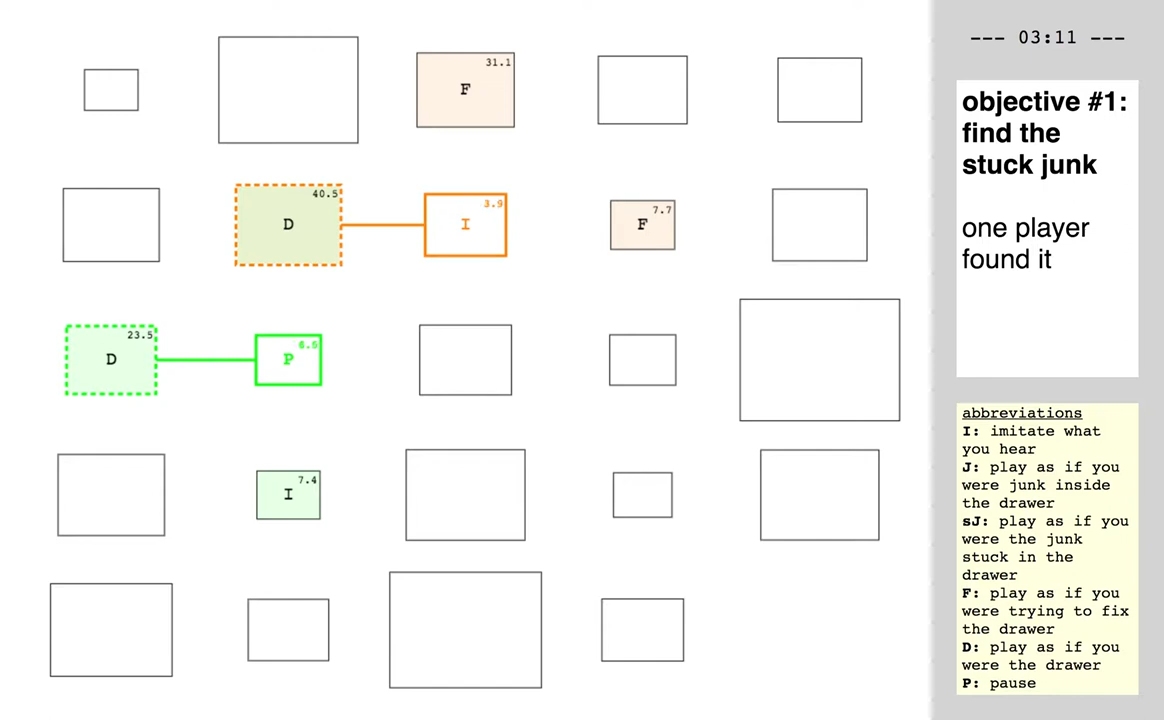 --- 03:11 ---
31.1
F
40.5
D
3.9
I
7.7
F
23.5
D
6.6
P
7.4
I
objective #1:
find the
stuck junk
one player
found it
abbreviations
I: imitate what
you hear
J: play as if you
were junk inside
the drawer
sJ: play as if you
were the junk
stuck in the
drawer
F: play as if you
were trying to fix
the drawer
D: play as if you
were the drawer
P: pause